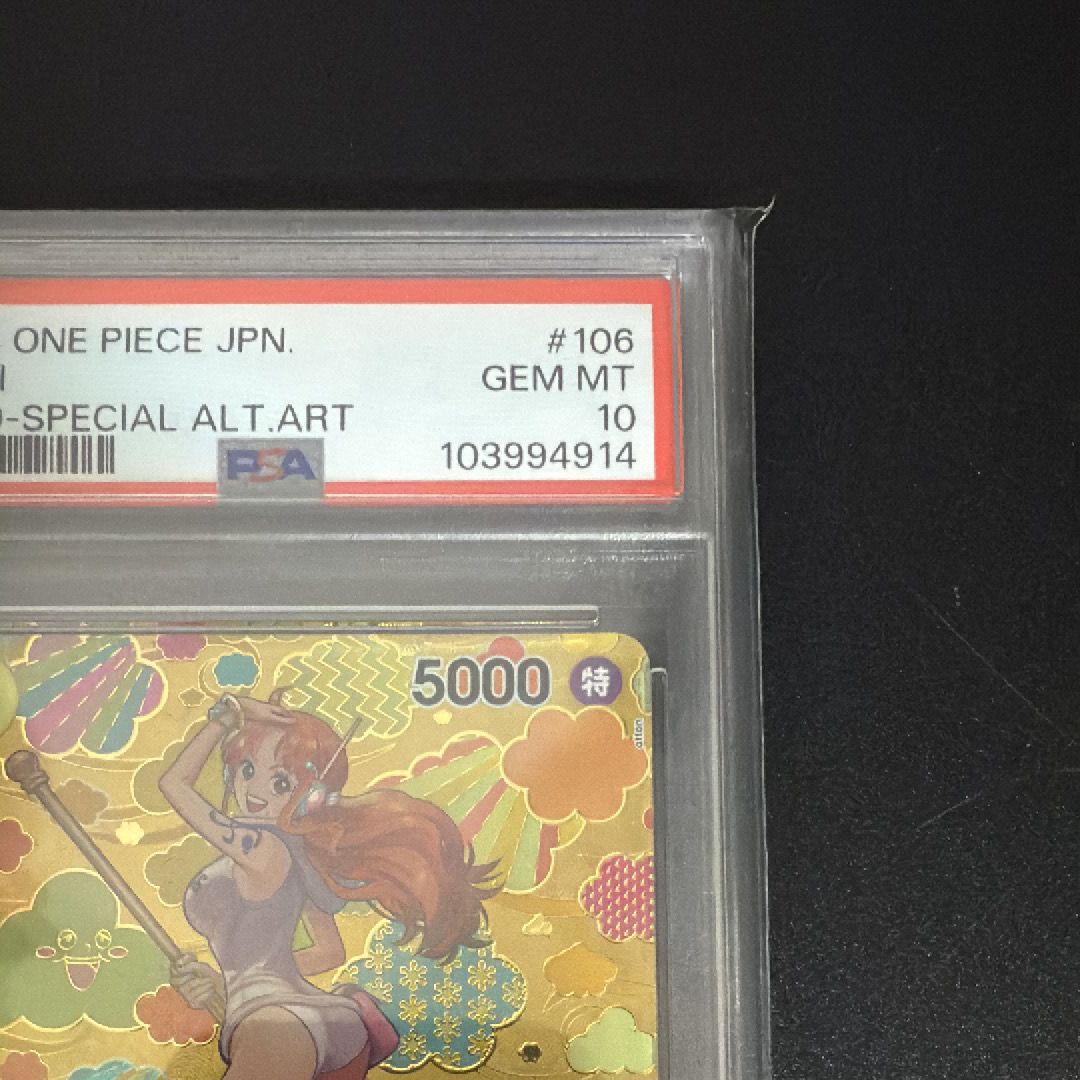 ONE PIECE JPN.
#106
GEM MT
-SPECIAL ALT.ART
10
PSA
103994914
5000
特